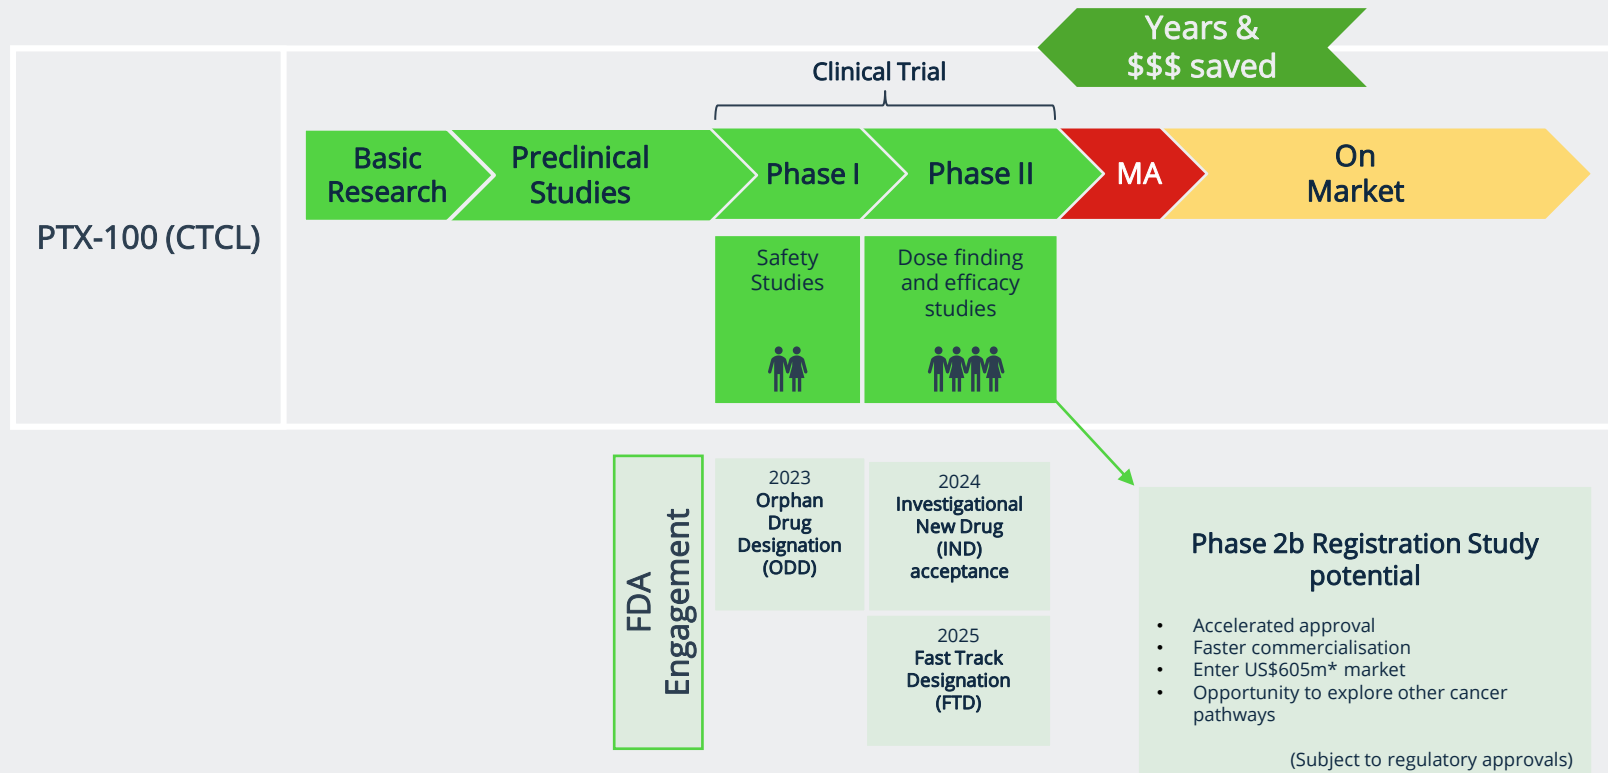 Years &
$$$ saved
Clinical Trial
PTX-100 (CTCL)
Basic
Research
Preclinical
Studies
Phase I
Phase II
MA
On
Market
Safety
Studies
Dose finding
and efficacy
studies
FDA
Engagement
2023
Orphan
Drug
Designation
(ODD)
2024
Investigational
New Drug
(IND)
acceptance
2025
Fast Track
Designation
(FTD)
Phase 2b Registration Study
potential
• Accelerated approval
• Faster commercialisation
• Enter US$605m* market
• Opportunity to explore other cancer
pathways
(Subject to regulatory approvals)